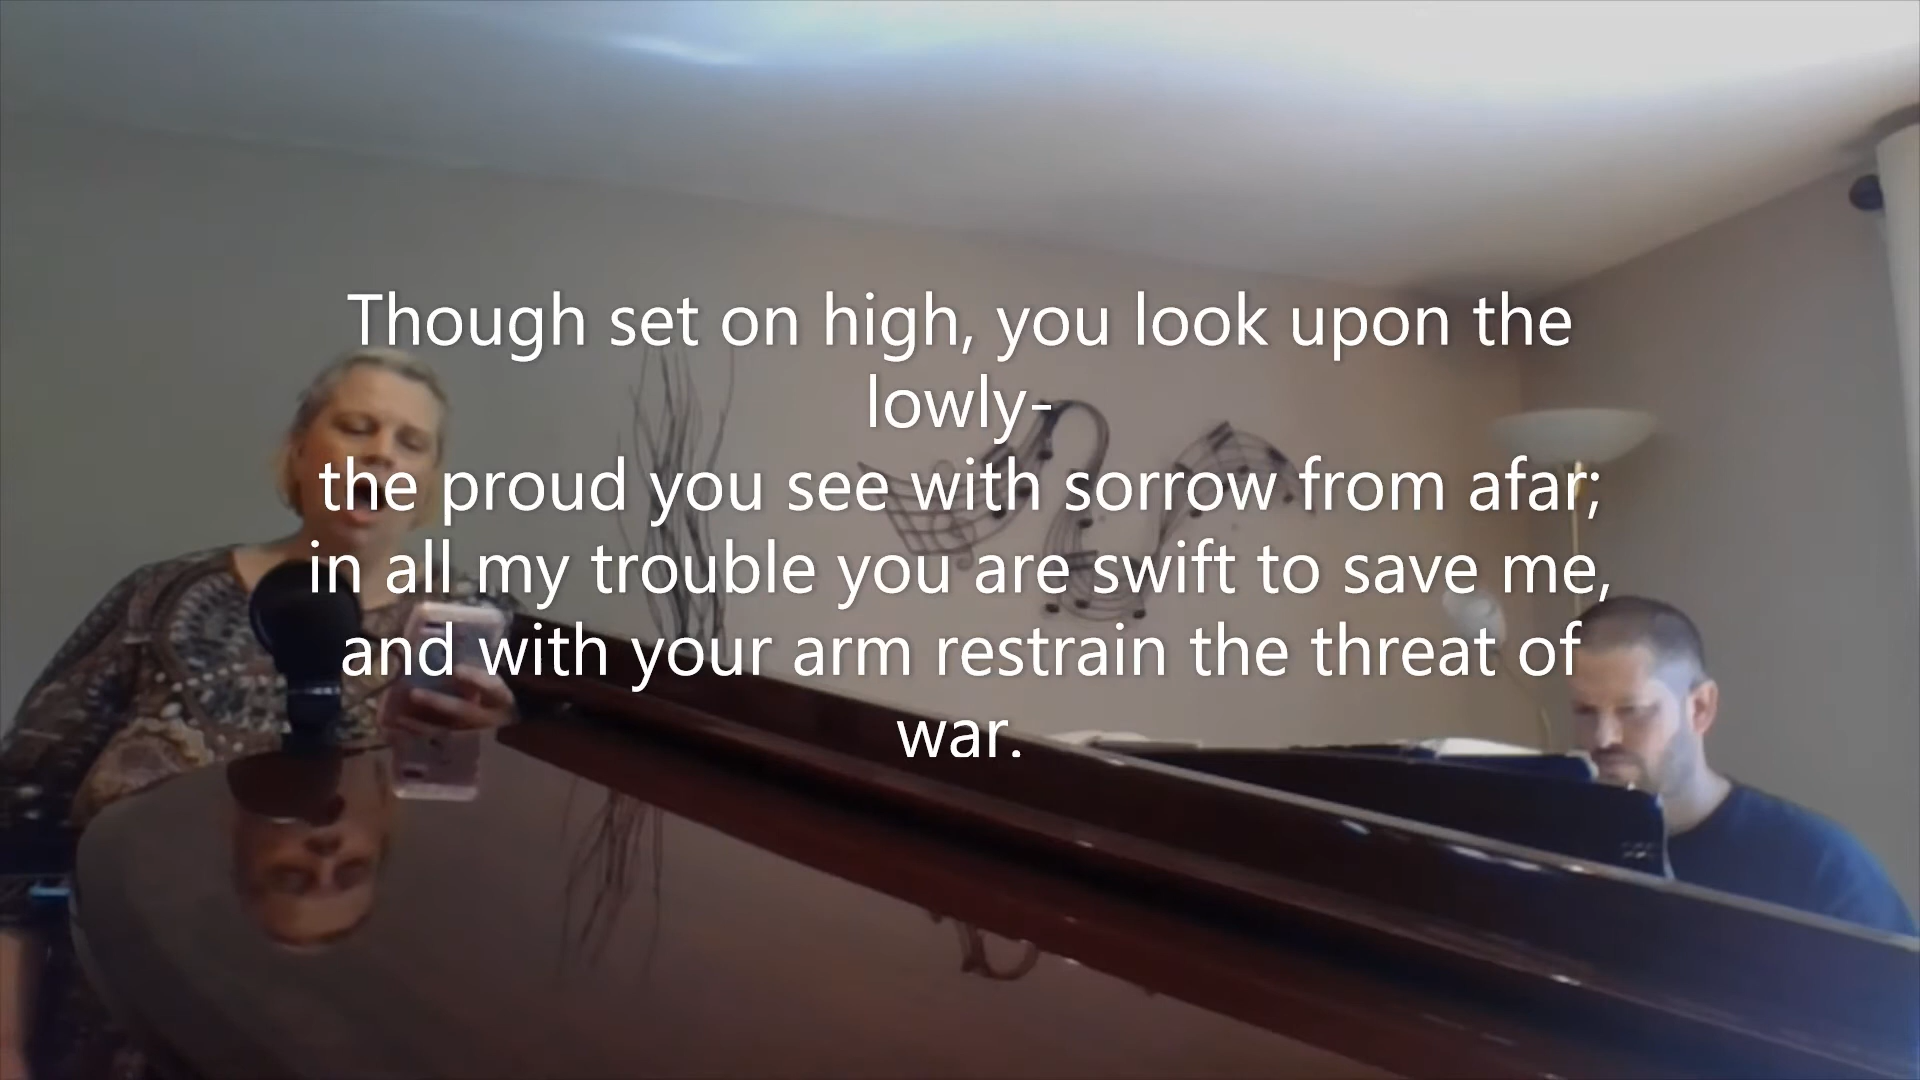 Though set on high, you look upon the
lowly-
the proud you see with sorrow from afar;
in all my trouble you are swift to save me,
and with your arm restrain the threat of
war.